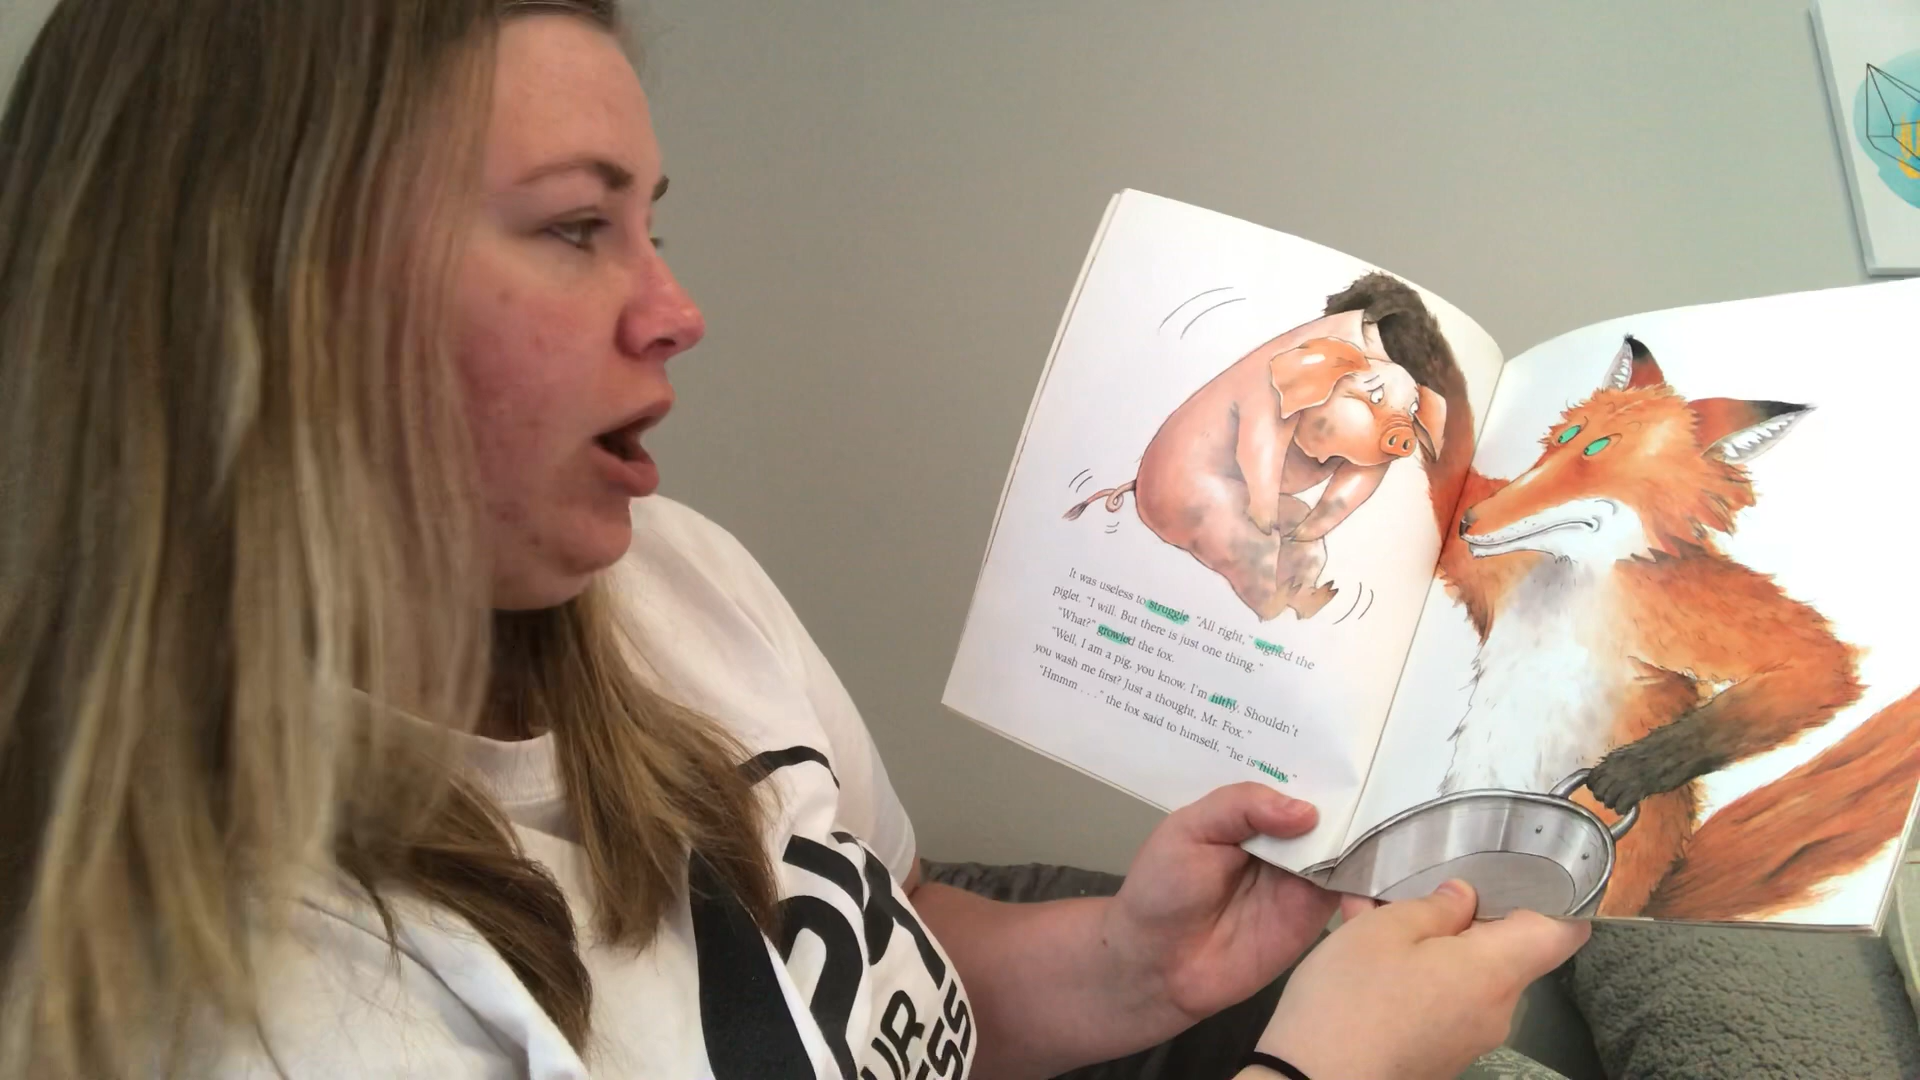 It was useless to struggle. "All right," sighed the
piglet. "I will. But there is just one thing."
"What?" growled the fox.
"Well, I am a pig, you know. I'm filthy. Shouldn't
you wash me first? Just a thought, Mr. Fox."
"Hmmm . . ." the fox said to himself, "he is filthy."
UR
ESS